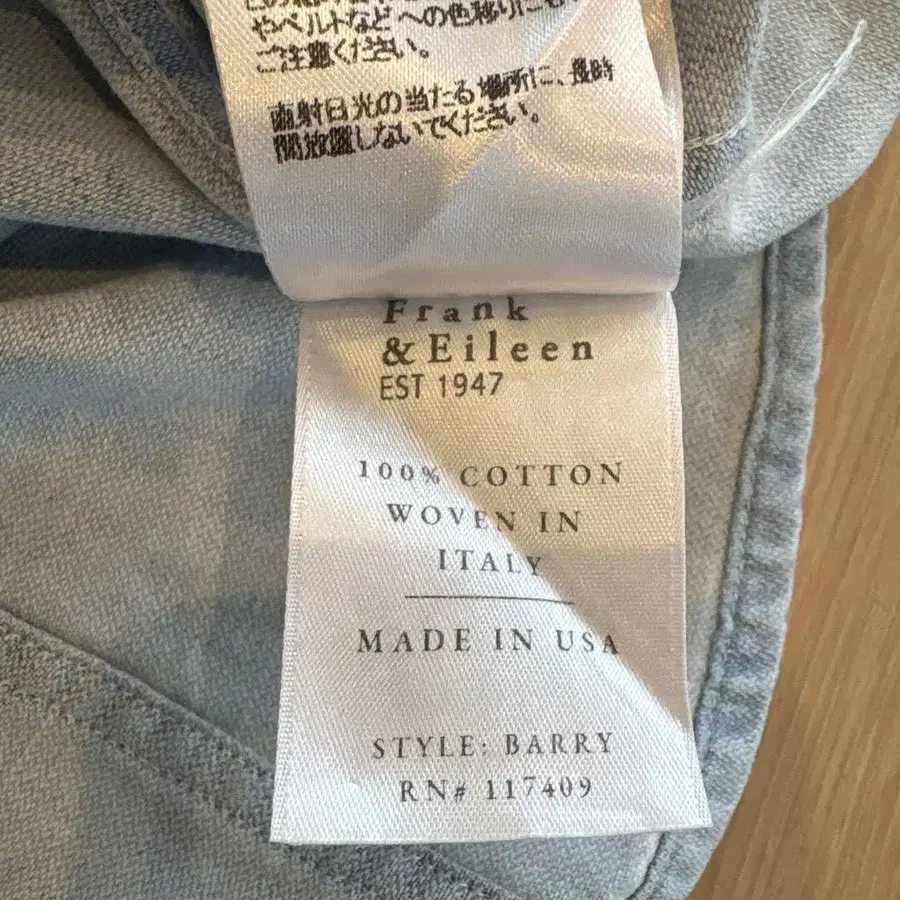 やベルトなどへの色移りにも
ご注意ください。
直射日光の当たる場所に、長時
間放置しないでください。
Frank
& Eileen
EST 1947
100% COTTON
WOVEN IN
ITALY
MADE IN USA
STYLE: BARRY
RN# 117409